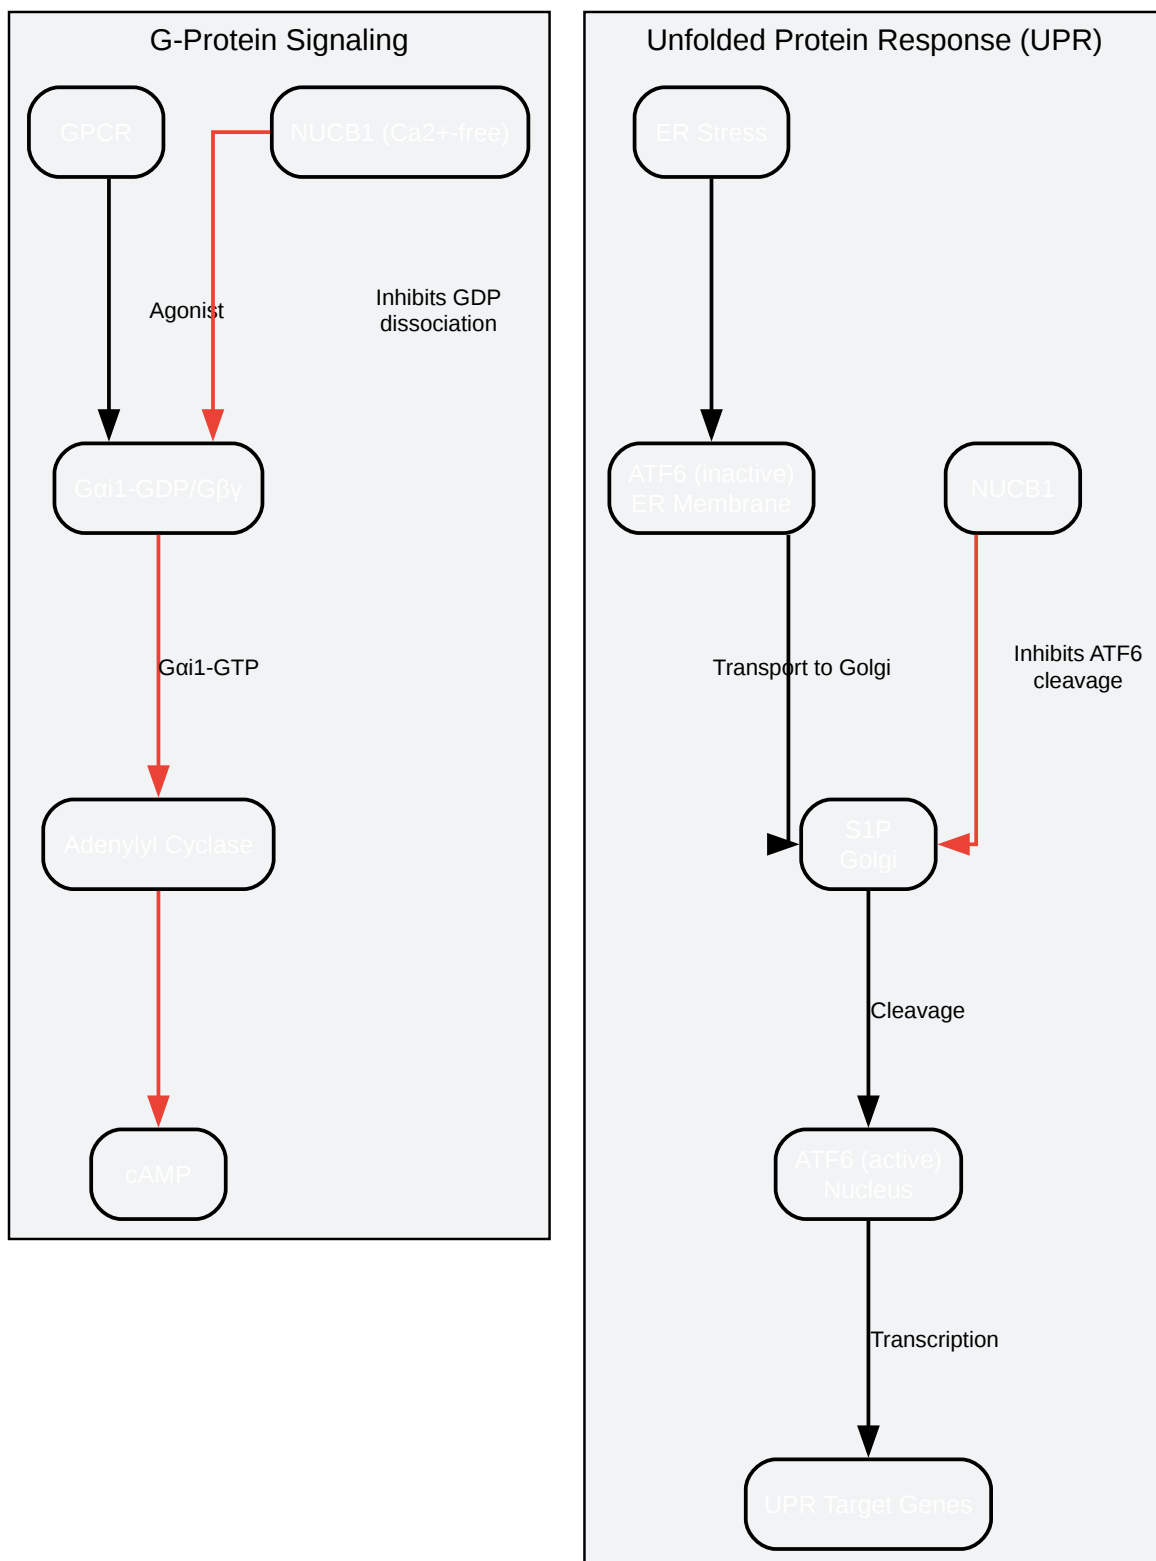 G-Protein Signaling
GPCR
NUCB1 (Ca2+-free)
Agonist
Inhibits GDP
dissociation
Gαi1-GDP/Gβγ
Gαi1-GTP
Adenylyl Cyclase
cAMP
Unfolded Protein Response (UPR)
ER Stress
ATF6 (inactive)
ER Membrane
NUCB1
Transport to Golgi
Inhibits ATF6
cleavage
S1P
Golgi
Cleavage
ATF6 (active)
Nucleus
Transcription
UPR Target Genes